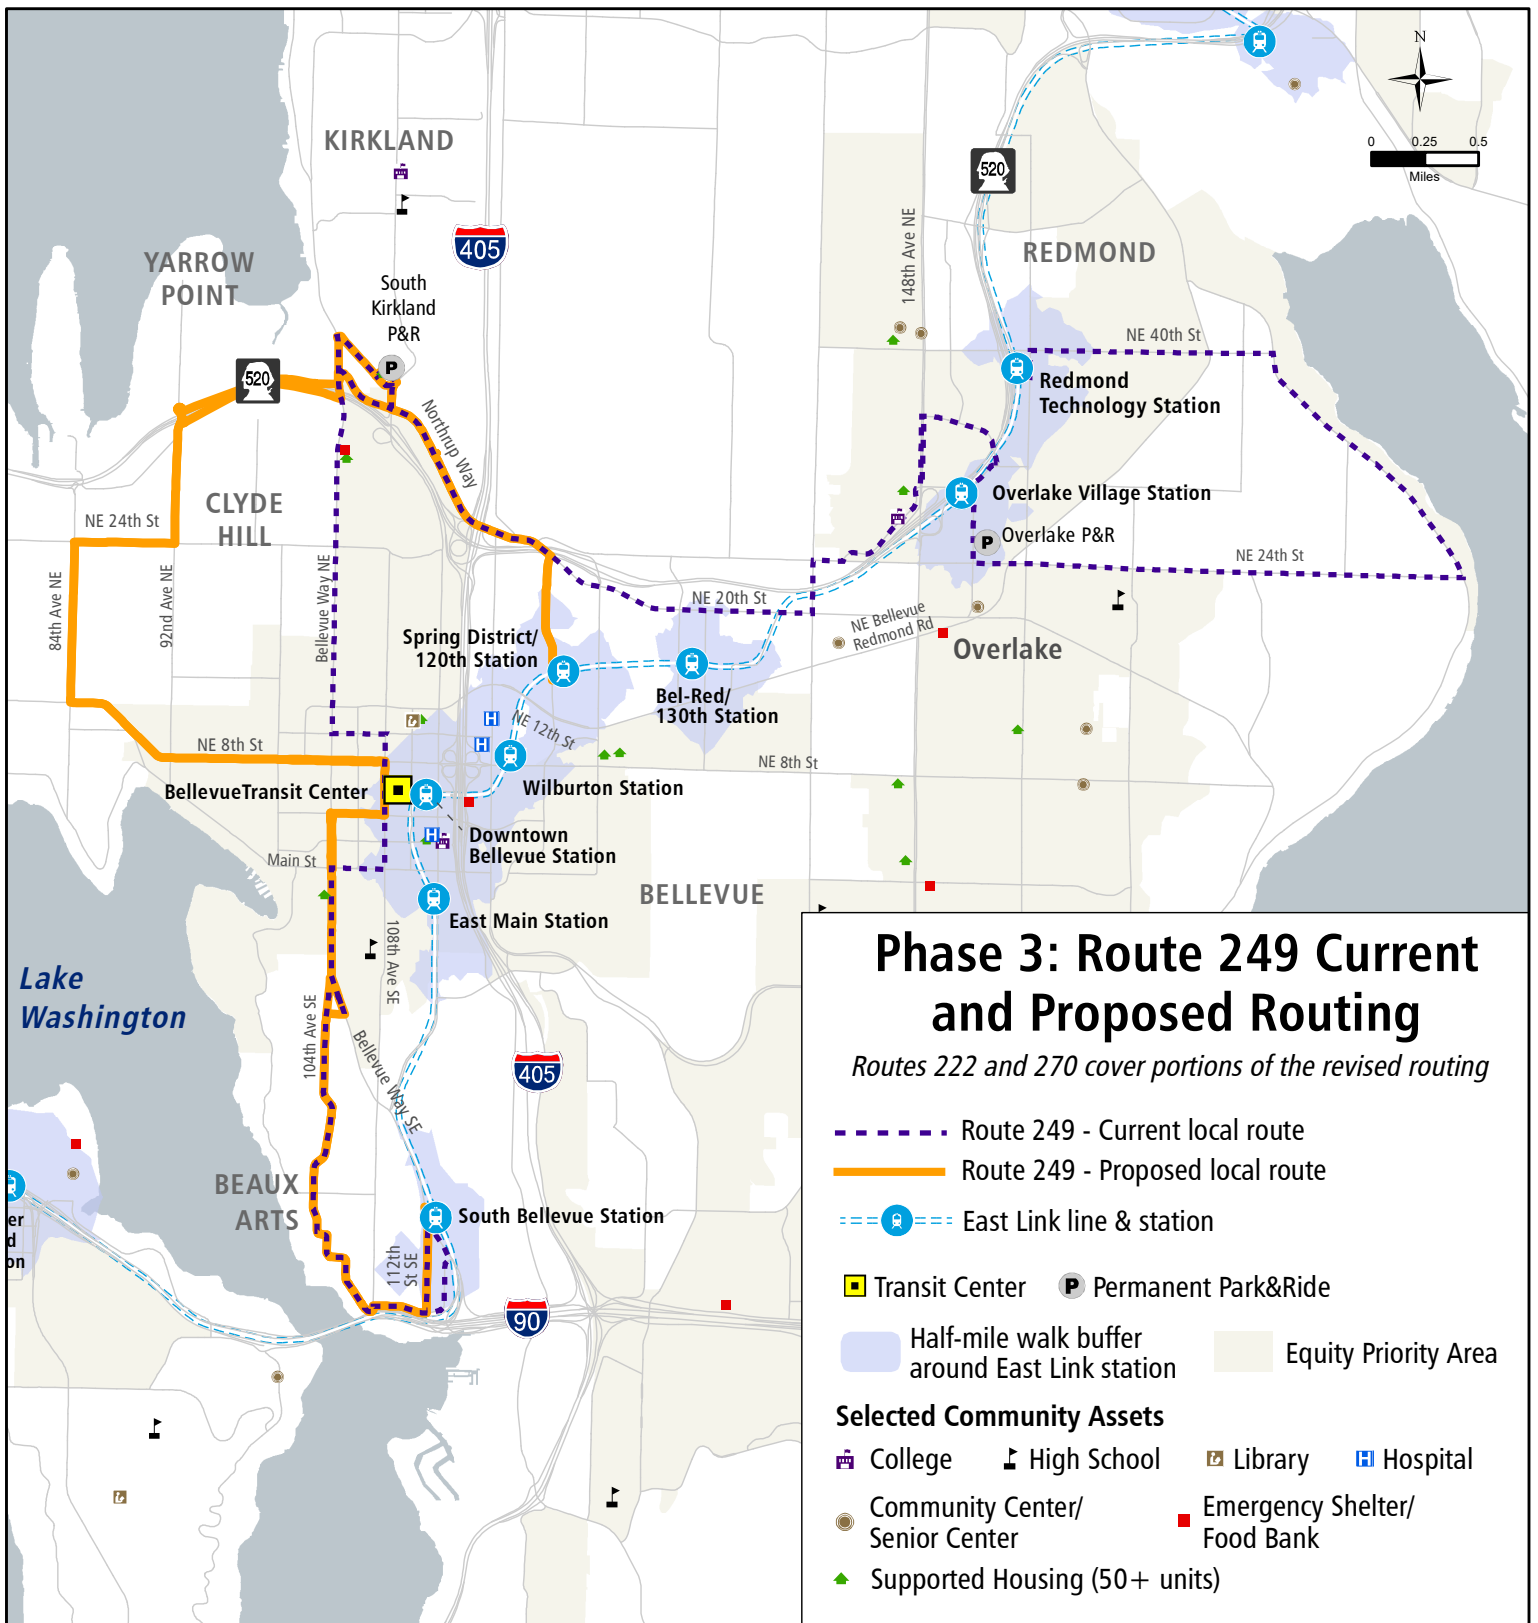 N
0 0.25 0.5
Miles
KIRKLAND
520
405
148th Ave NE
REDMOND
YARROW
POINT
South
Kirkland
P&R
P
NE 40th St
520
Redmond
Technology Station
Northrup Way
CLYDE
HILL
NE 24th St
Overlake Village Station
P
Overlake P&R
NE 24th St
84th Ave NE
92nd Ave NE
Bellevue Way NE
NE 20th St
NE Bellevue
Redmond Rd
Overlake
Spring District/
120th Station
Bel-Red/
130th Station
H
NE 12th St
H
NE 8th St
NE 8th St
BellevueTransit Center
Wilburton Station
H
Downtown
Bellevue Station
Main St
BELLEVUE
East Main Station
108th Ave SE
Lake
Washington
104th Ave SE
Bellevue Way SE
405
BEAUX
ARTS
South Bellevue Station
112th
St SE
er
d
on
90
Phase 3: Route 249 Current
and Proposed Routing
Routes 222 and 270 cover portions of the revised routing
Route 249 - Current local route
Route 249 - Proposed local route
East Link line & station
Transit Center
P Permanent Park&Ride
Half-mile walk buffer
around East Link station
Equity Priority Area
Selected Community Assets
College
High School
Library
H Hospital
Community Center/
Senior Center
Emergency Shelter/
Food Bank
Supported Housing (50+ units)